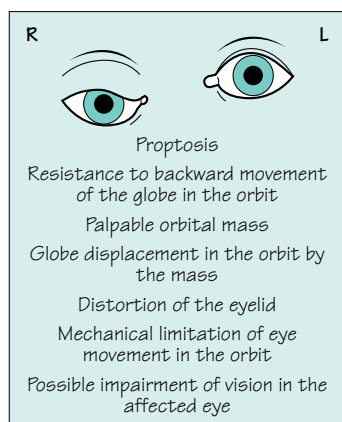 R L
Proptosis
Resistance to backward movement
of the globe in the orbit
Palpable orbital mass
Globe displacement in the orbit by
the mass
Distortion of the eyelid
Mechanical limitation of eye
movement in the orbit
Possible impairment of vision in the
affected eye